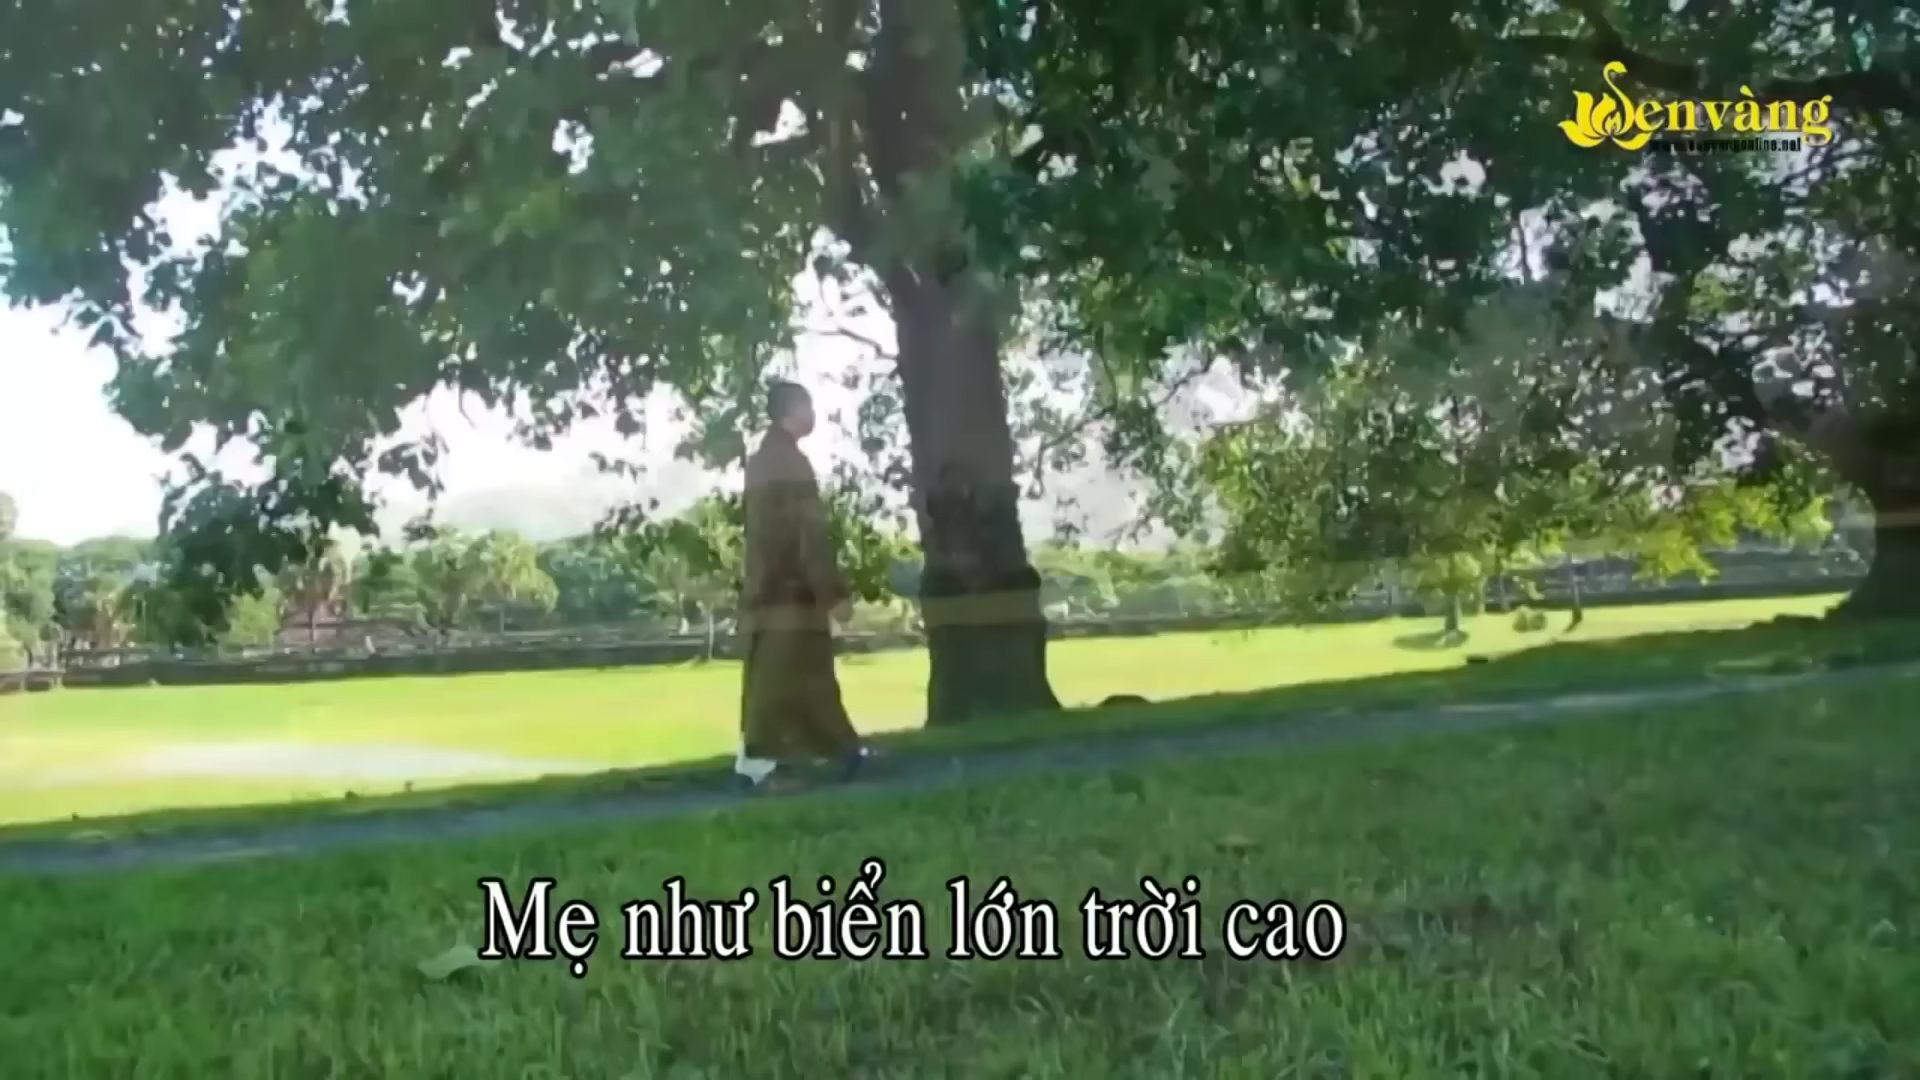 Senvàng
Mẹ như biển lớn trời cao